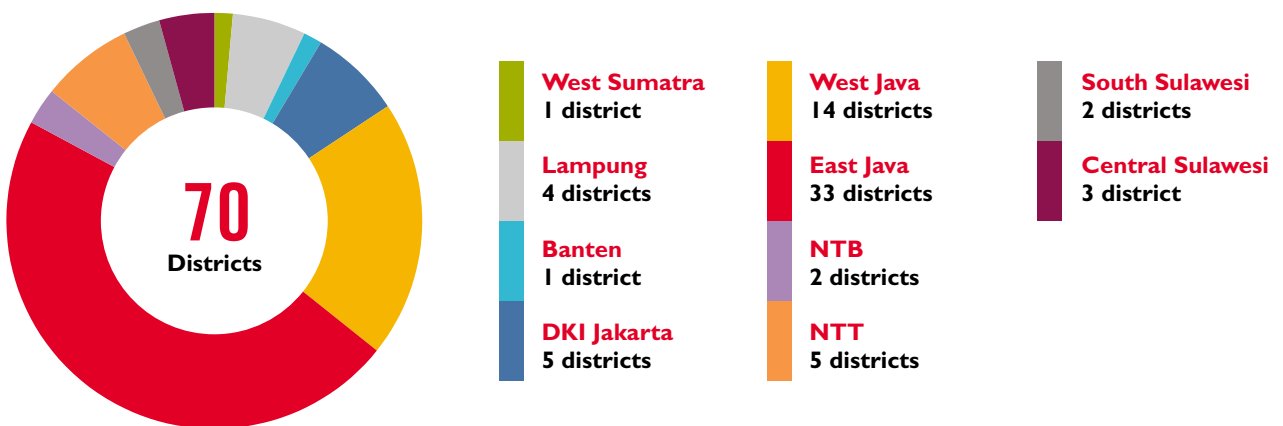 70
Districts
West Sumatra
1 district
Lampung
4 districts
Banten
1 district
DKI Jakarta
5 districts
West Java
14 districts
East Java
33 districts
NTB
2 districts
NTT
5 districts
South Sulawesi
2 districts
Central Sulawesi
3 district